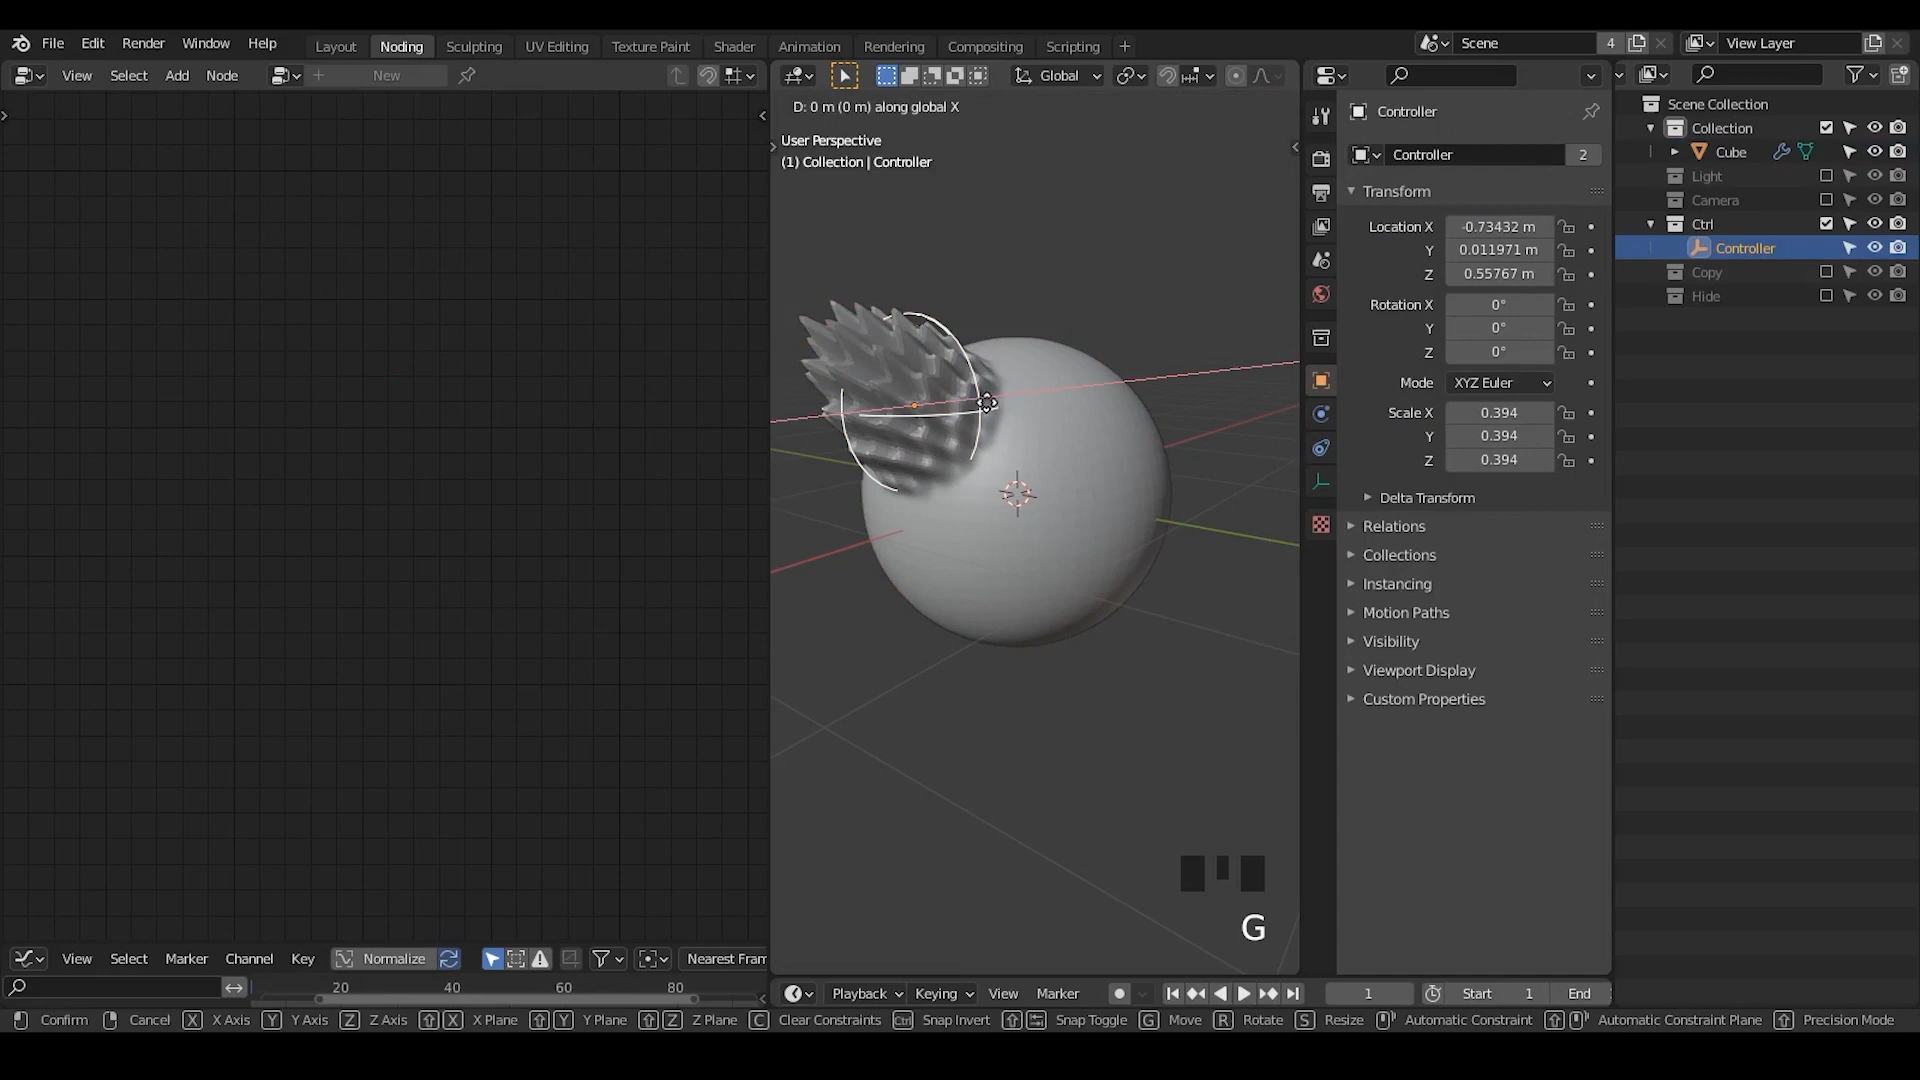 File Edit Render Window Help Layout Noding Sculpting UV Editing Texture Paint Shader Animation Rendering Compositing Scripting + Scene 4 View Layer
View Select Add Node New Global
D: 0 m (0 m) along global X
User Perspective
(1) Collection | Controller
Controller
Controller 2
Transform
Location X -0.73432 m
Y 0.011971 m
Z 0.55767 m
Rotation X 0°
Y 0°
Z 0°
Mode XYZ Euler
Scale X 0.394
Y 0.394
Z 0.394
Delta Transform
Relations
Collections
Instancing
Motion Paths
Visibility
Viewport Display
Custom Properties
Scene Collection
Collection
Cube
Light
Camera
Ctrl
Controller
Copy
Hide
G
View Select Marker Channel Key Normalize Nearest Fram
20 40 60 80
Playback Keying View Marker 1 Start 1 End
Confirm Cancel X X Axis Y Y Axis Z Z Axis X X Plane Y Y Plane Z Z Plane C Clear Constraints Ctrl Snap Invert Snap Toggle G Move R Rotate S Resize Automatic Constraint Automatic Constraint Plane Precision Mode